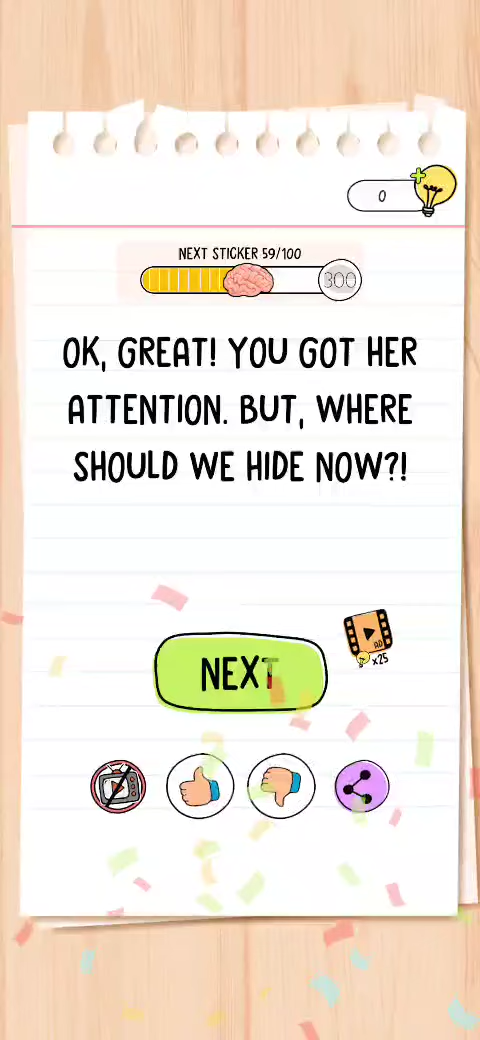 0
NEXT STICKER 59/100
300
OK, GREAT! YOU GOT HER
ATTENTION. BUT, WHERE
SHOULD WE HIDE NOW?!
AD
x25
NEXT